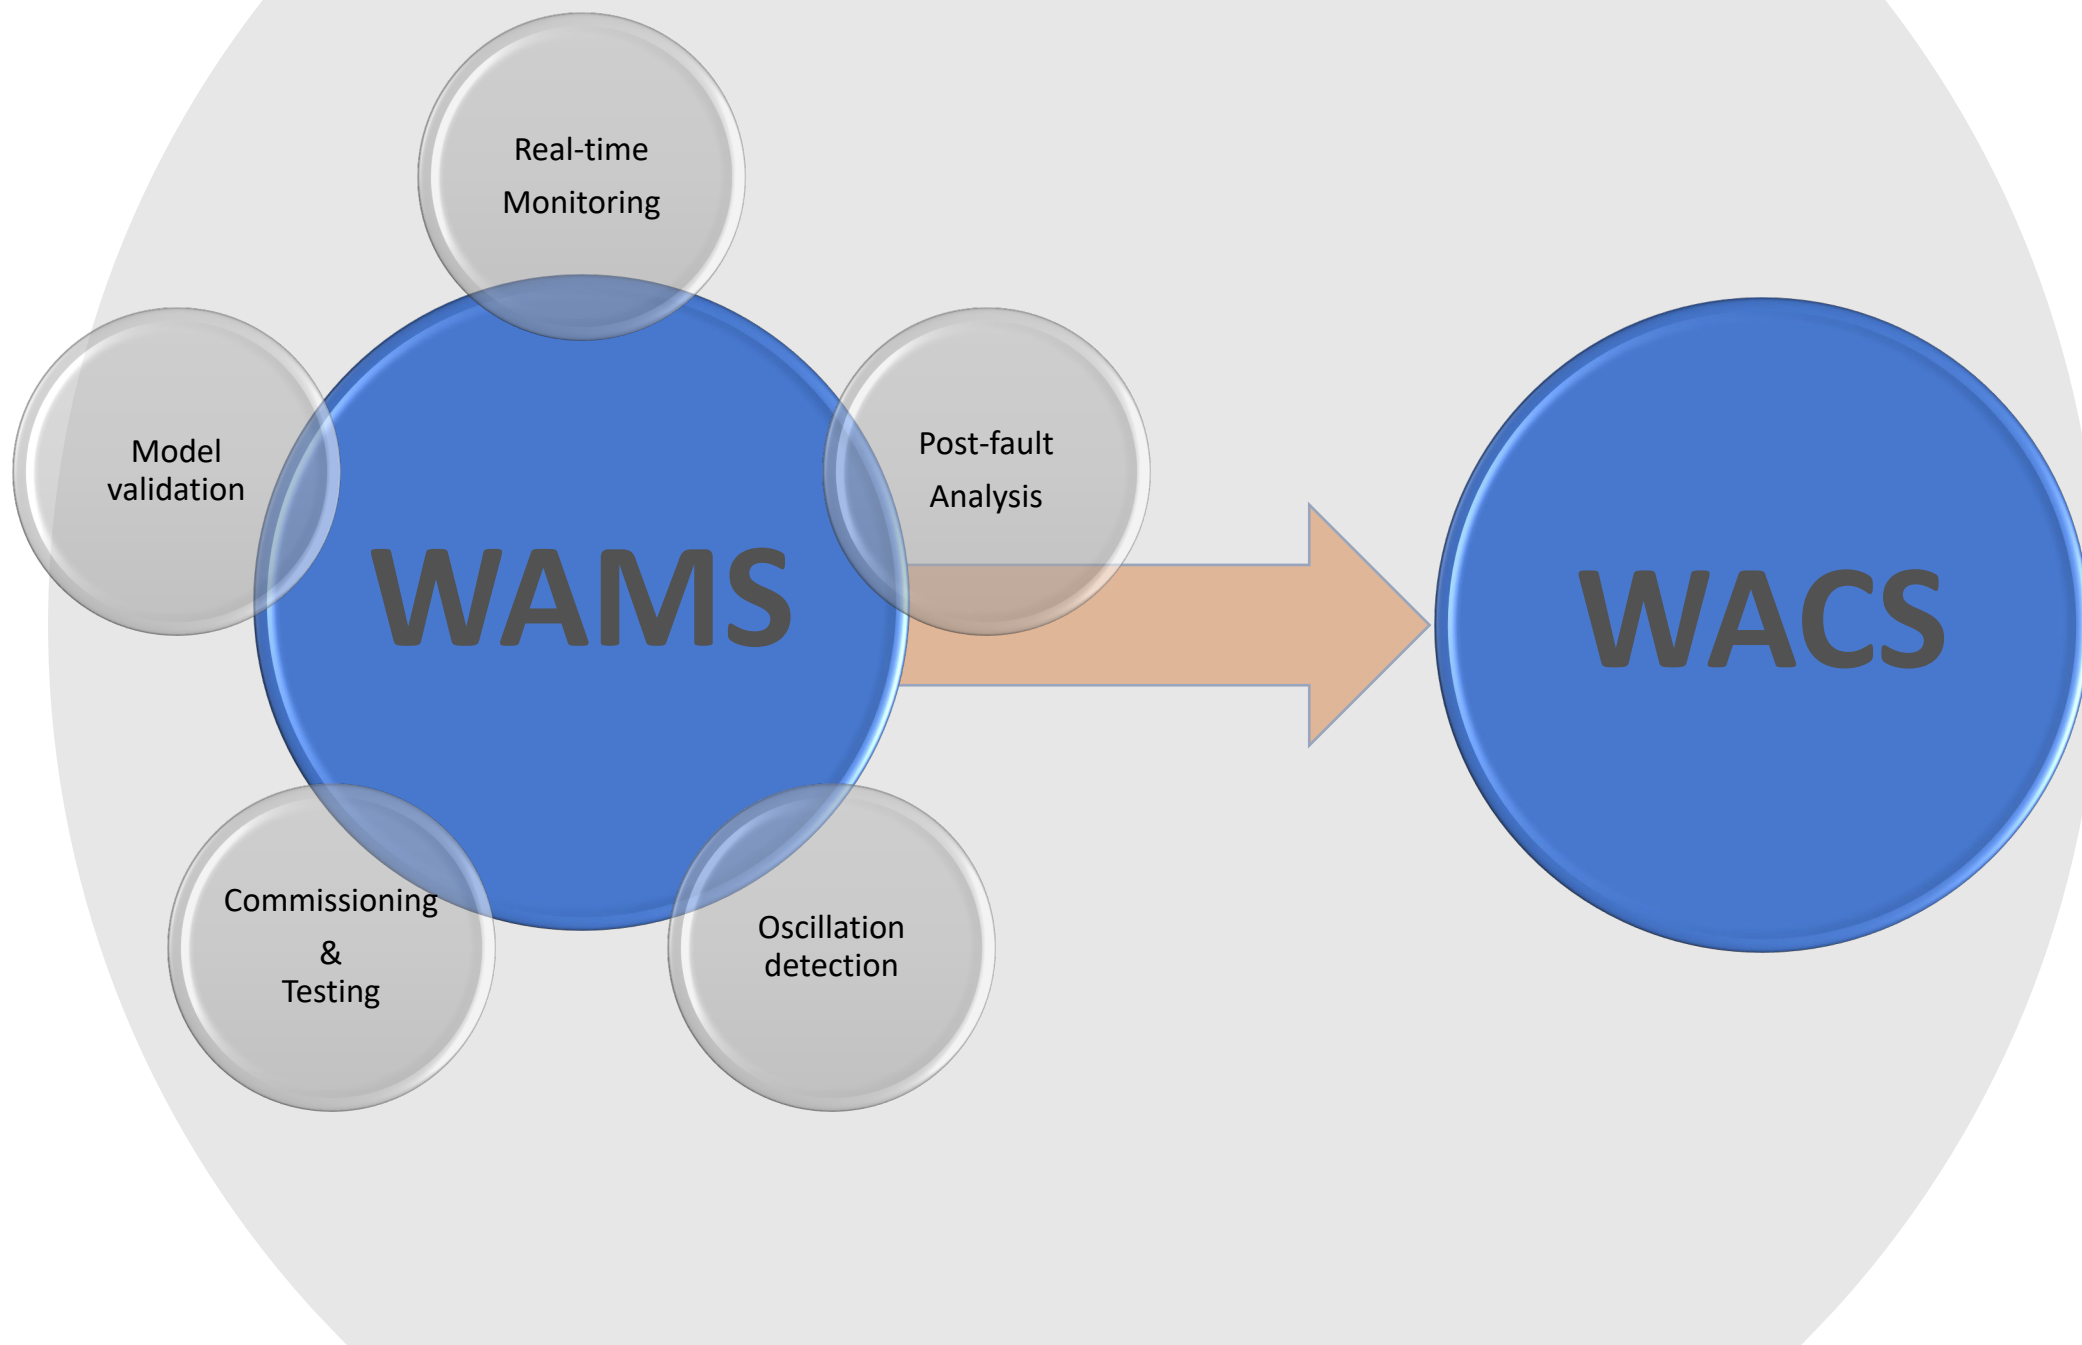 Real-time
Monitoring
Model
validation
Post-fault
Analysis
WAMS
WACS
Commissioning
&
Testing
Oscillation
detection